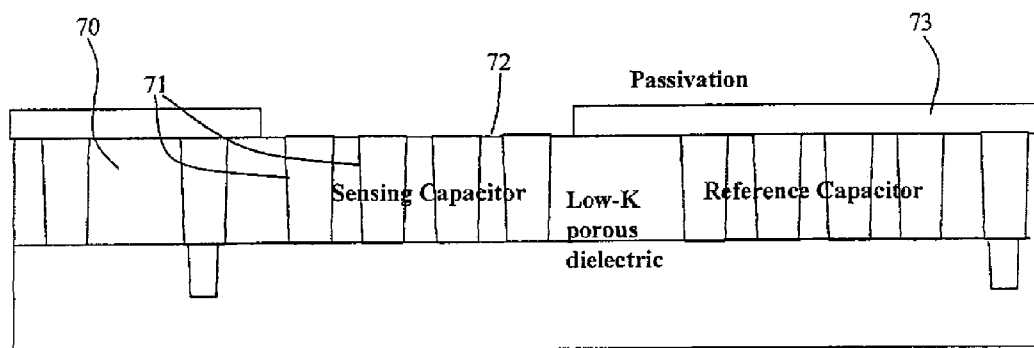 70
73
71
72
Passivation
Sensing Capacitor
Low-K
porous
dielectric
Reference Capacitor